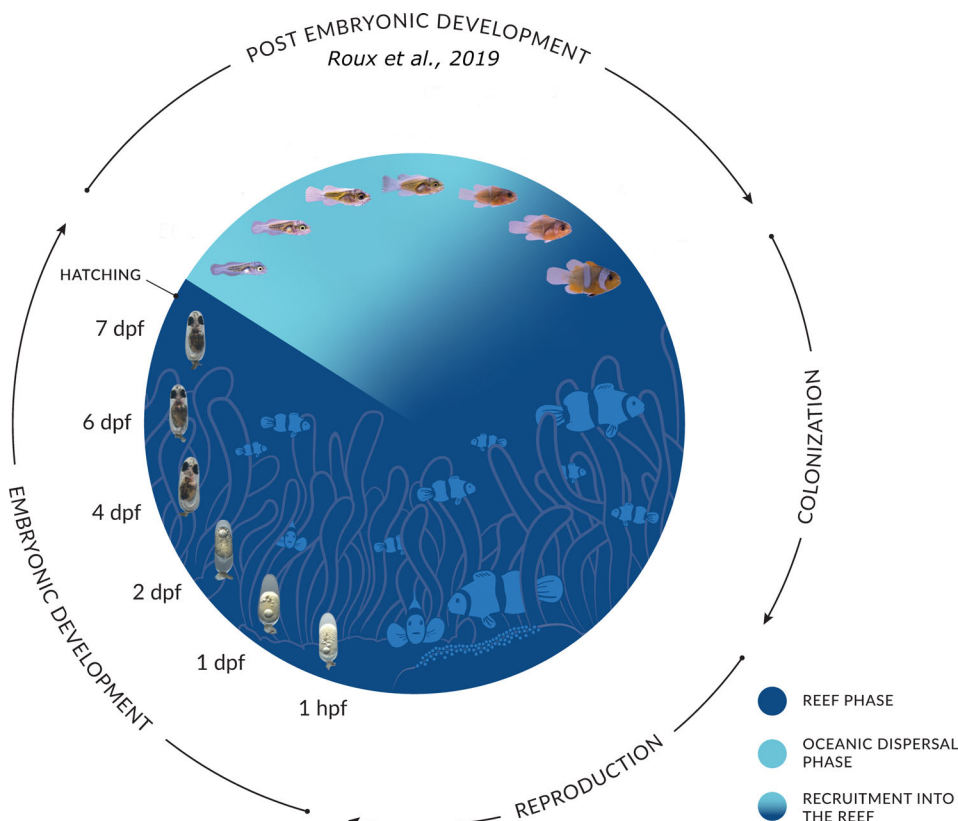 POST EMBRYONIC DEVELOPMENT
Roux et al., 2019
HATCHING
7 dpf
6 dpf
4 dpf
2 dpf
1 dpf
1 hpf
EMBRYONIC DEVELOPMENT
COLONIZATION
REPRODUCTION
REEF PHASE
OCEANIC DISPERSAL
PHASE
RECRUITMENT INTO
THE REEF